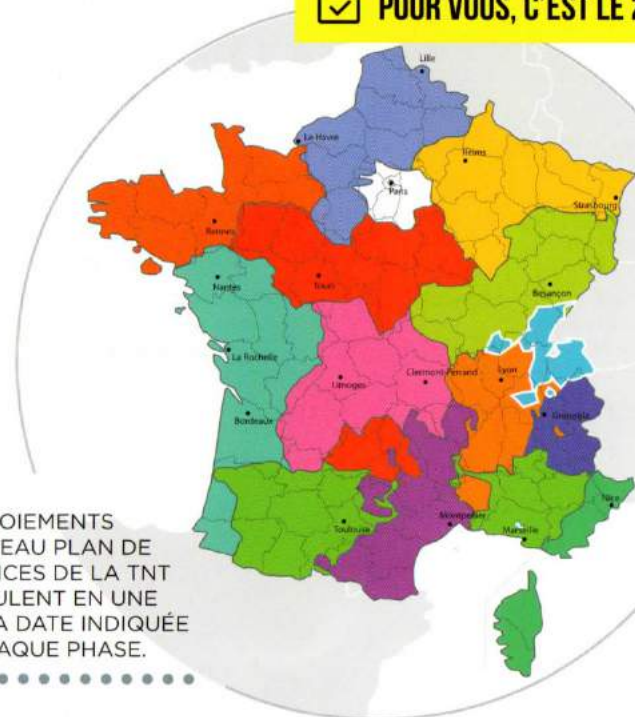 POUR VOUS, C'EST LE 2
Lille
Le Havre
Reims
Paris
Strasbourg
Rennes
Nantes
Tours
Besançon
La Rochelle
Limoges
Clermont-Ferrand
Lyon
Grenoble
Bordeaux
Toulouse
Montpellier
Marseille
Nice
OIEMENTS
EAU PLAN DE
NCES DE LA TNT
ULENT EN UNE
A DATE INDIQUÉE
AQUE PHASE.